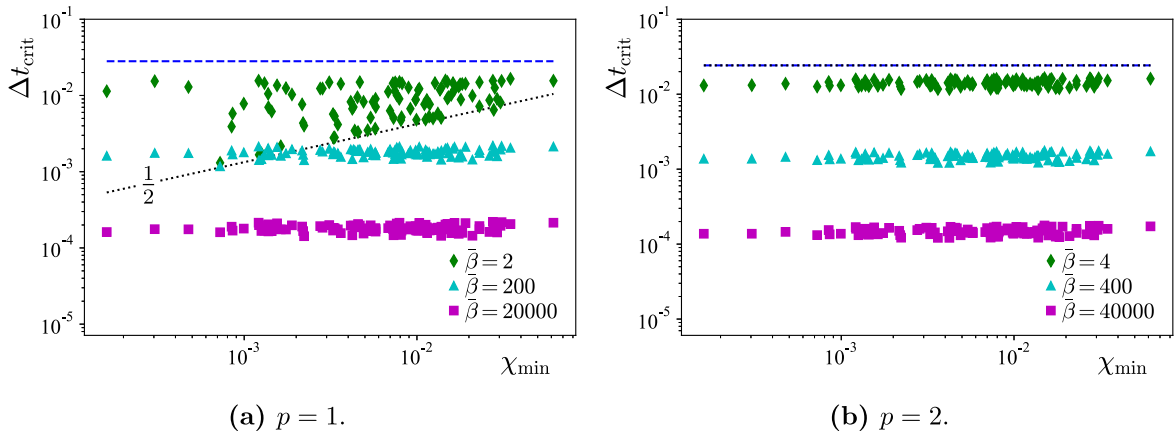 Δt_crit
10^-1
10^-2
10^-3
10^-4
10^-5
1/2
β̄ = 2
β̄ = 200
β̄ = 20000
10^-3
10^-2
χ_min
(a) p = 1.
Δt_crit
10^-1
10^-2
10^-3
10^-4
10^-5
β̄ = 4
β̄ = 400
β̄ = 40000
10^-3
10^-2
χ_min
(b) p = 2.